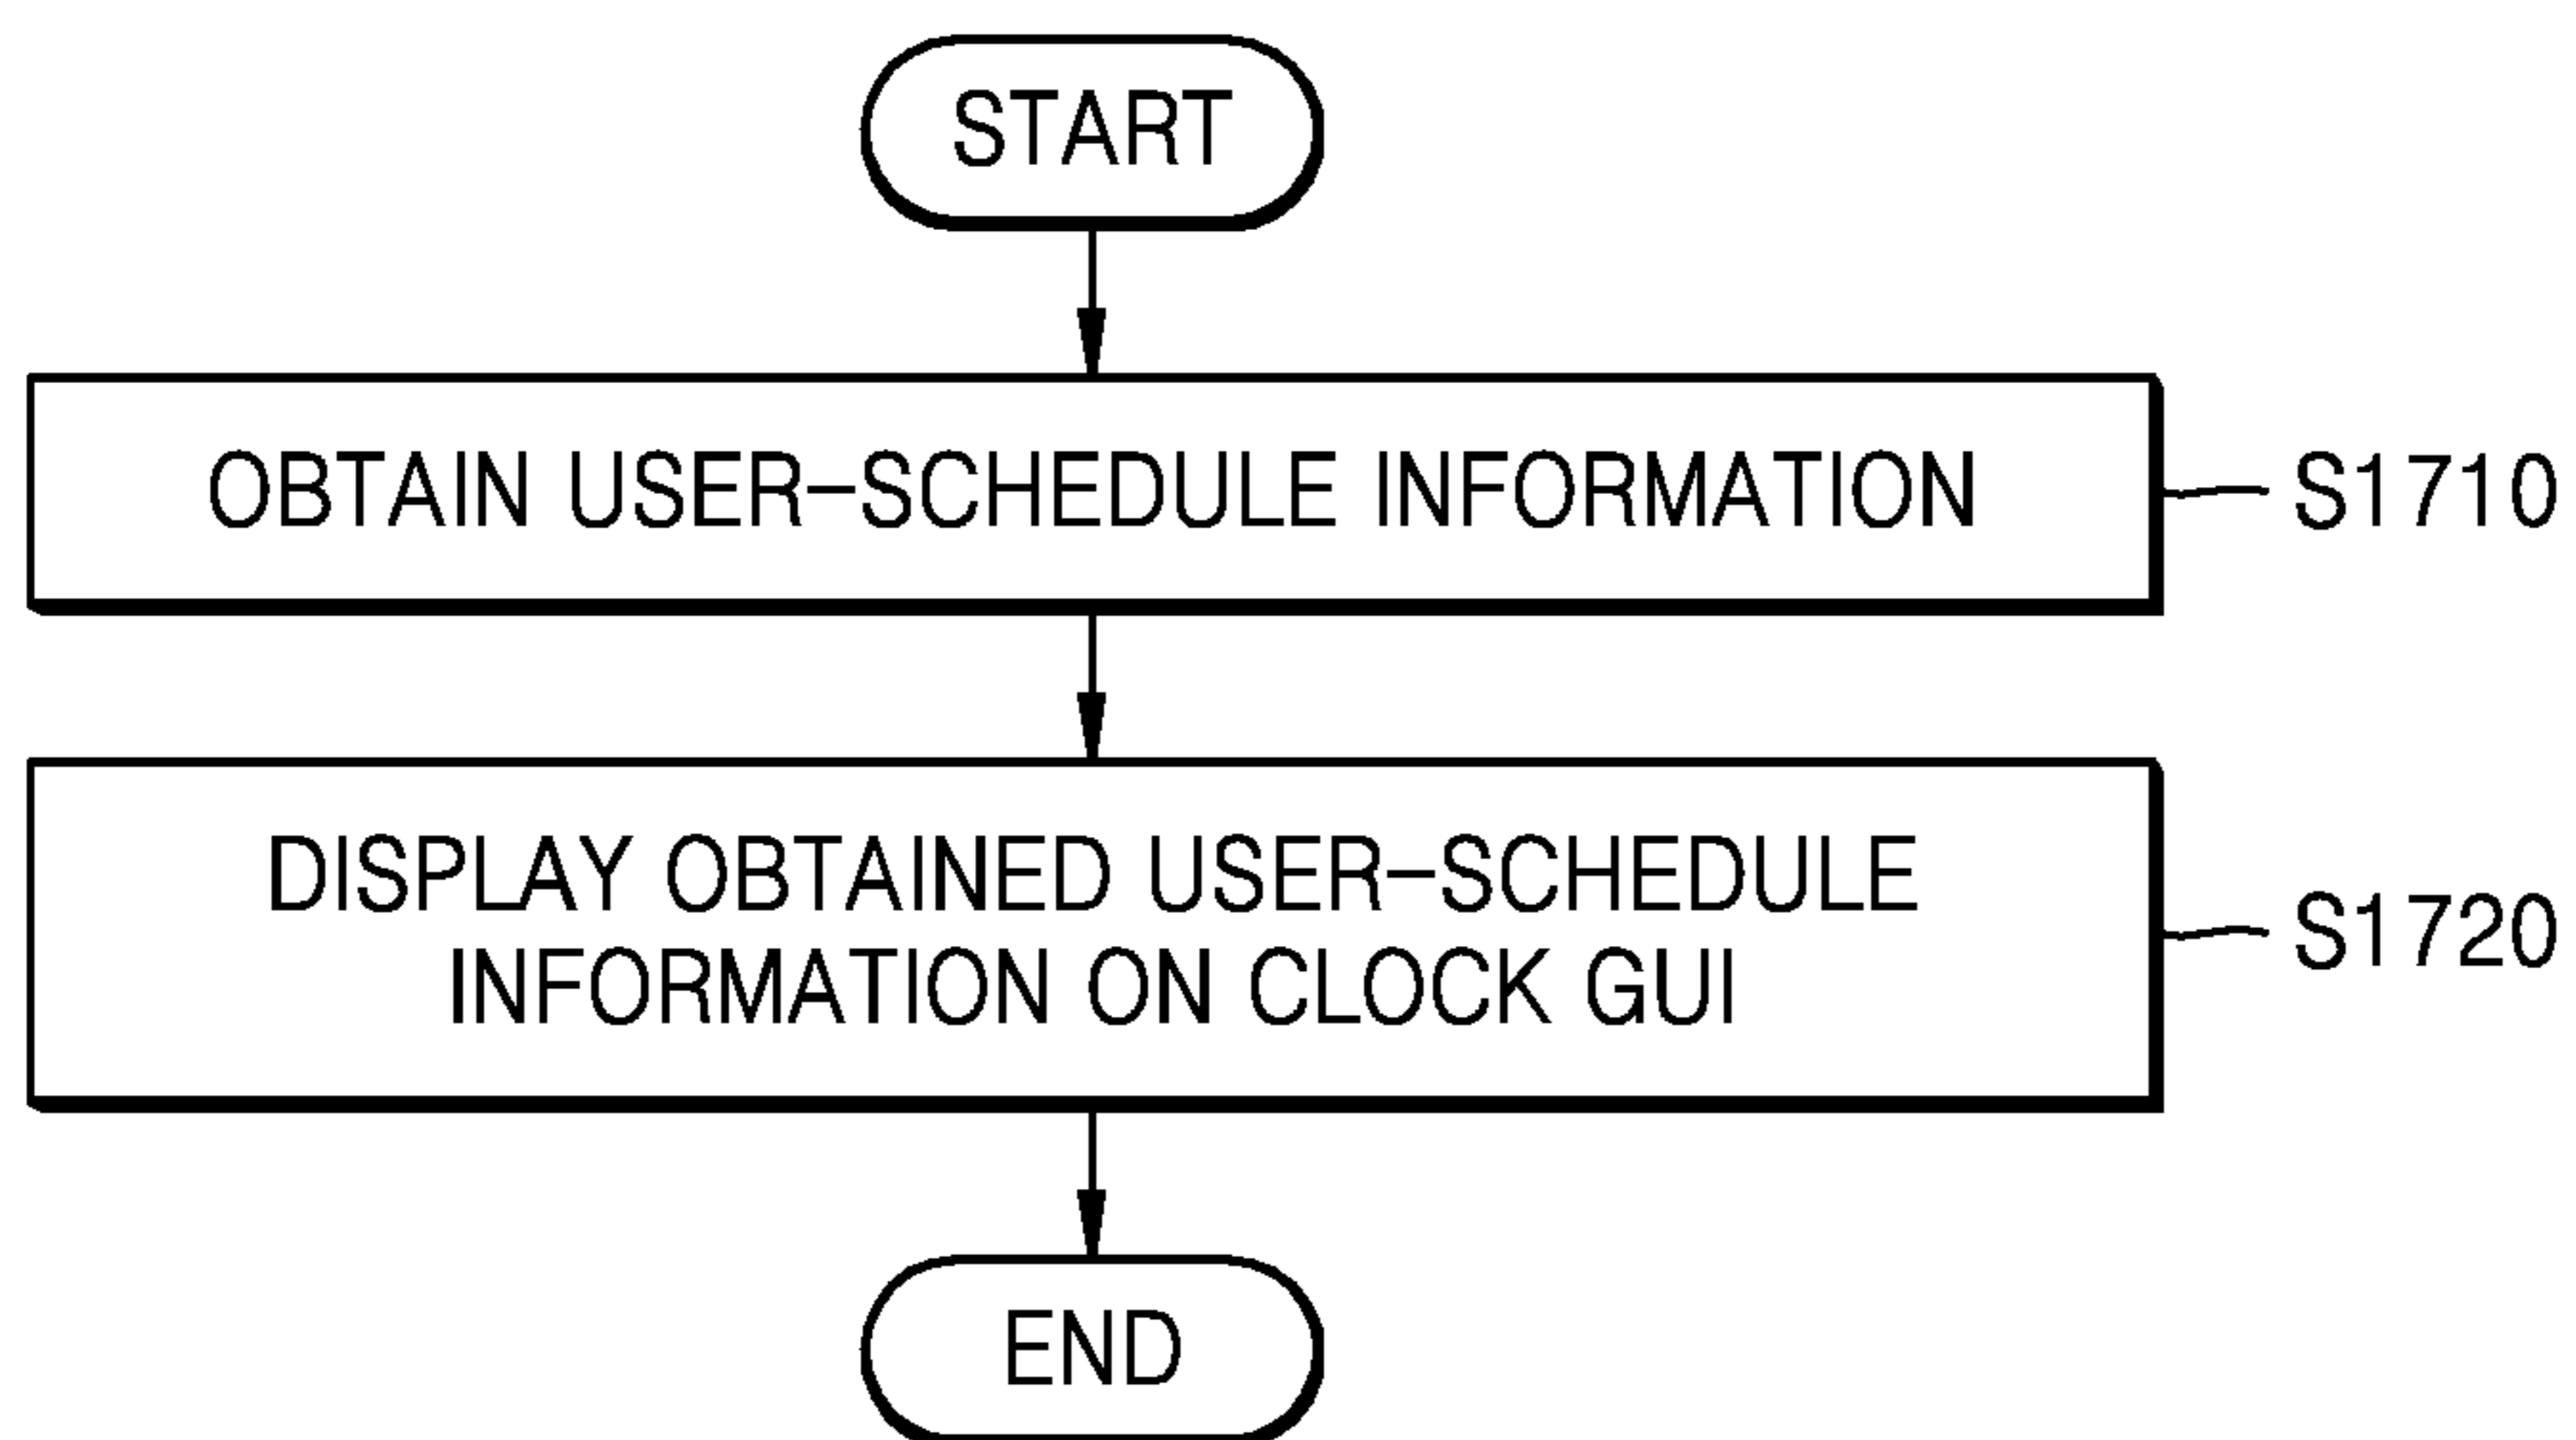 START
OBTAIN USER-SCHEDULE INFORMATION
S1710
DISPLAY OBTAINED USER-SCHEDULE
INFORMATION ON CLOCK GUI
S1720
END